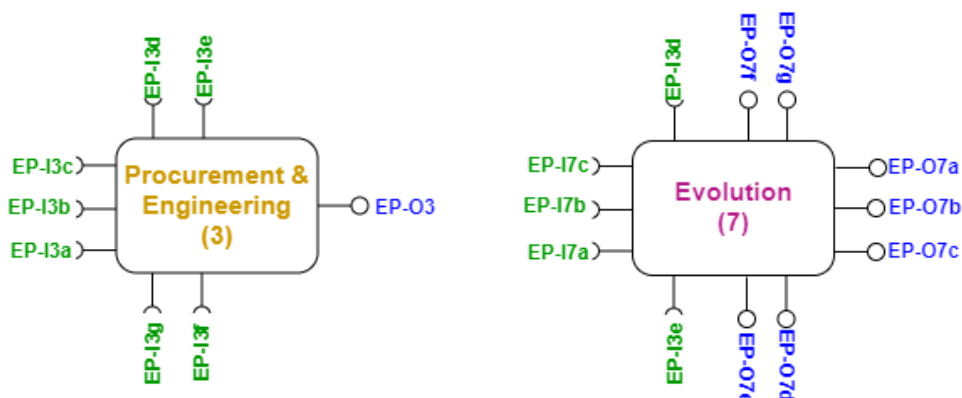 EP-I3d
EP-I3e
EP-I3c
EP-I3b
EP-I3a
Procurement &
Engineering
(3)
EP-O3
EP-I3g
EP-I3f
EP-I3d
EP-O7f
EP-O7g
EP-I7c
EP-I7b
EP-I7a
Evolution
(7)
EP-O7a
EP-O7b
EP-O7c
EP-I3e
EP-O7d